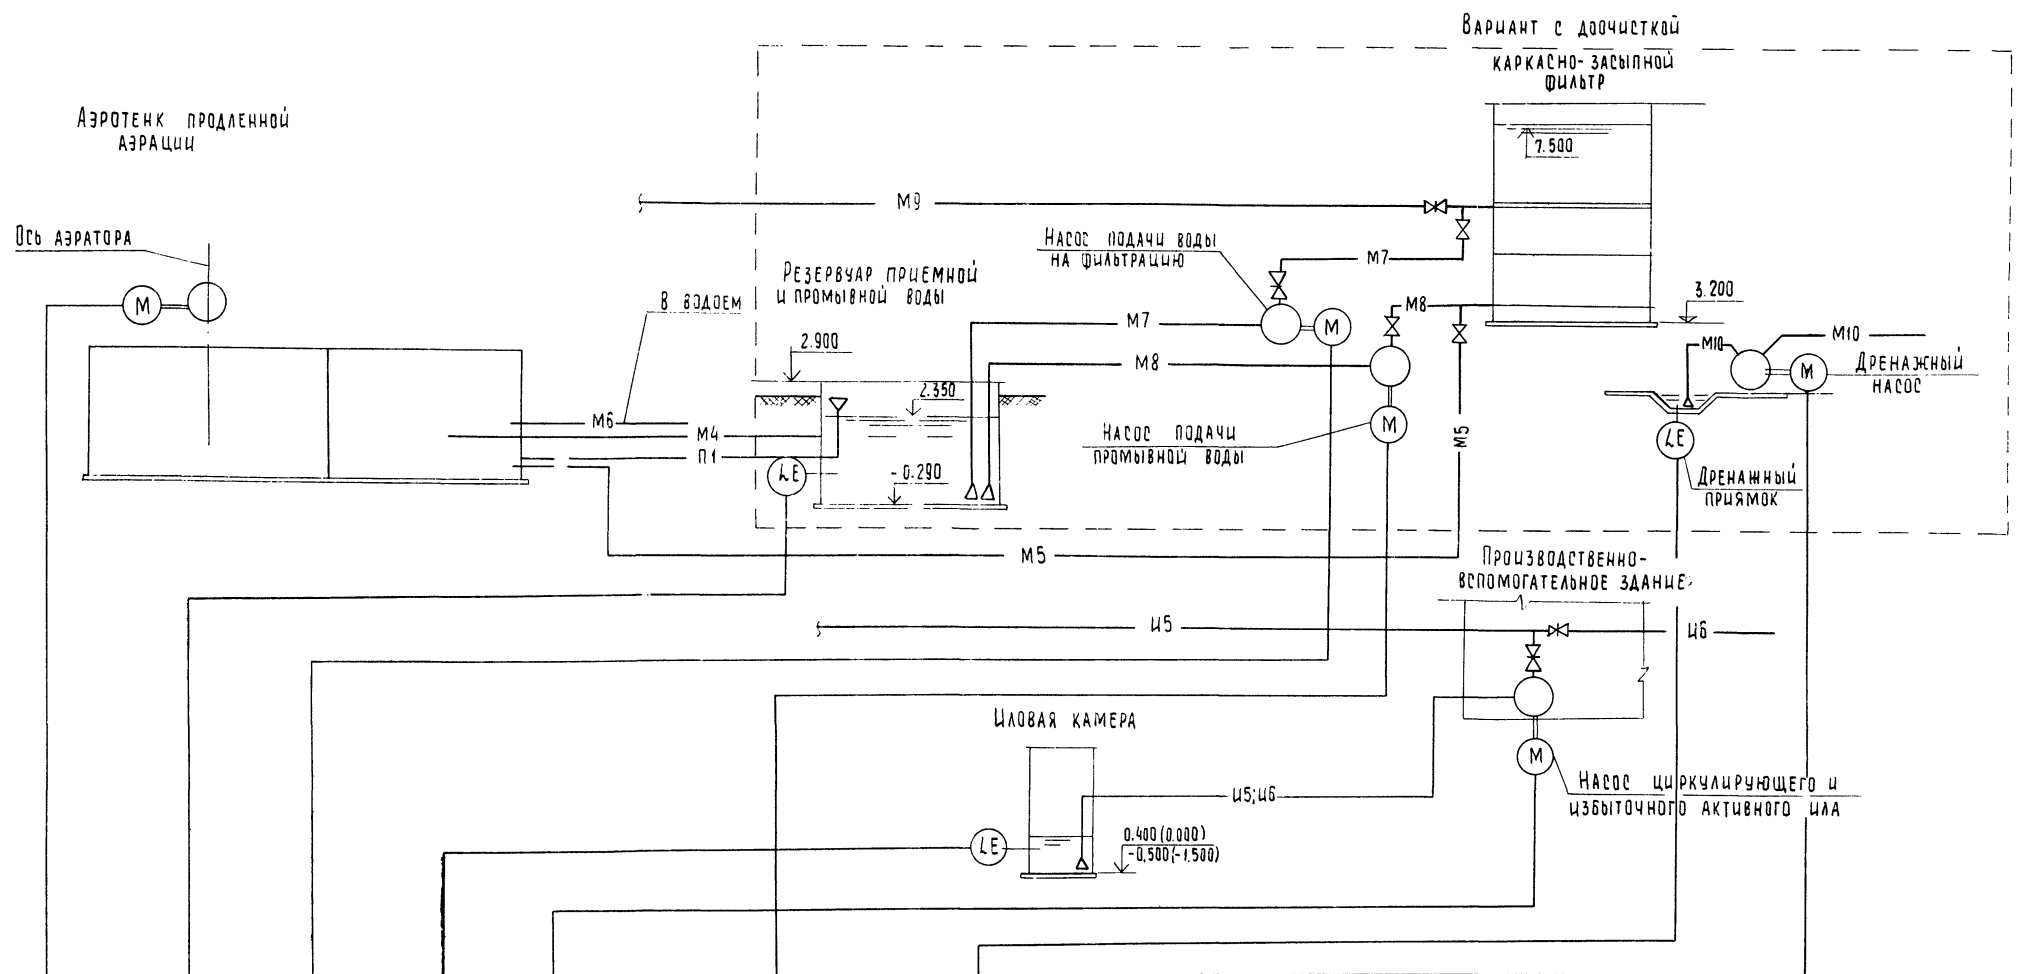 Вариант с доочисткой
каркасно-засыпной
фильтр
7.500
Аэротенк продленной
аэрации
М9
Ось аэратора
Насос подачи воды
на фильтрацию
М7
Резервуар приемной
и промывной воды
В водоем
М
М8
3.200
М7
М
М10
2.900
М8
М10
М
Дренажный
насос
2.350
М6
М4
П1
LE
-0.290
Насос подачи
промывной воды
М
М5
LE
Дренажный
приямок
М5
Производственно-
вспомогательное здание
И5
И6
Иловая камера
М
Насос циркулирующего и
избыточного активного ила
И5;И6
LE
0.400(0.000)
-0.500(-1.500)